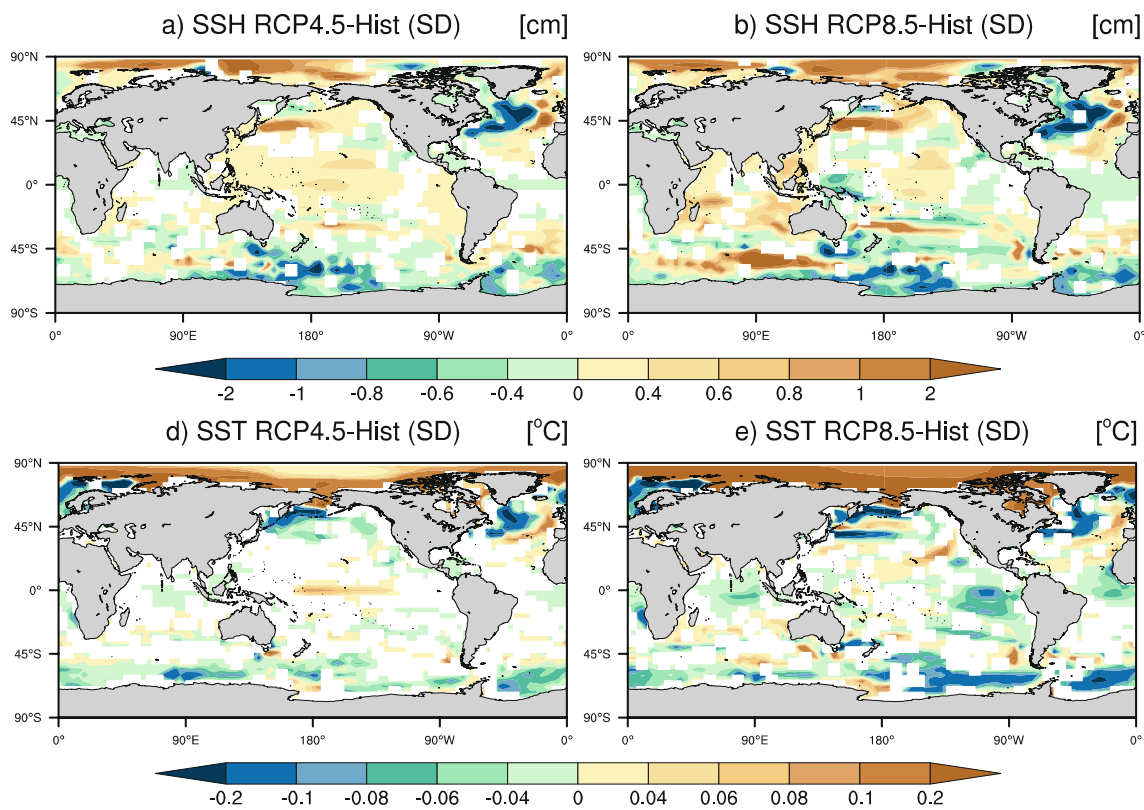 a) SSH RCP4.5-Hist (SD) [cm]
b) SSH RCP8.5-Hist (SD) [cm]
90°N 90°N
45°N 45°N
0° 0°
45°S 45°S
90°S 90°S
0° 90°E 180° 90°W 0° 0° 90°E 180° 90°W 0°
-2 -1 -0.8 -0.6 -0.4 0 0.4 0.6 0.8 1 2
d) SST RCP4.5-Hist (SD) [°C]
e) SST RCP8.5-Hist (SD) [°C]
90°N 90°N
45°N 45°N
0° 0°
45°S 45°S
90°S 90°S
0° 90°E 180° 90°W 0° 0° 90°E 180° 90°W 0°
-0.2 -0.1 -0.08 -0.06 -0.04 0 0.04 0.06 0.08 0.1 0.2